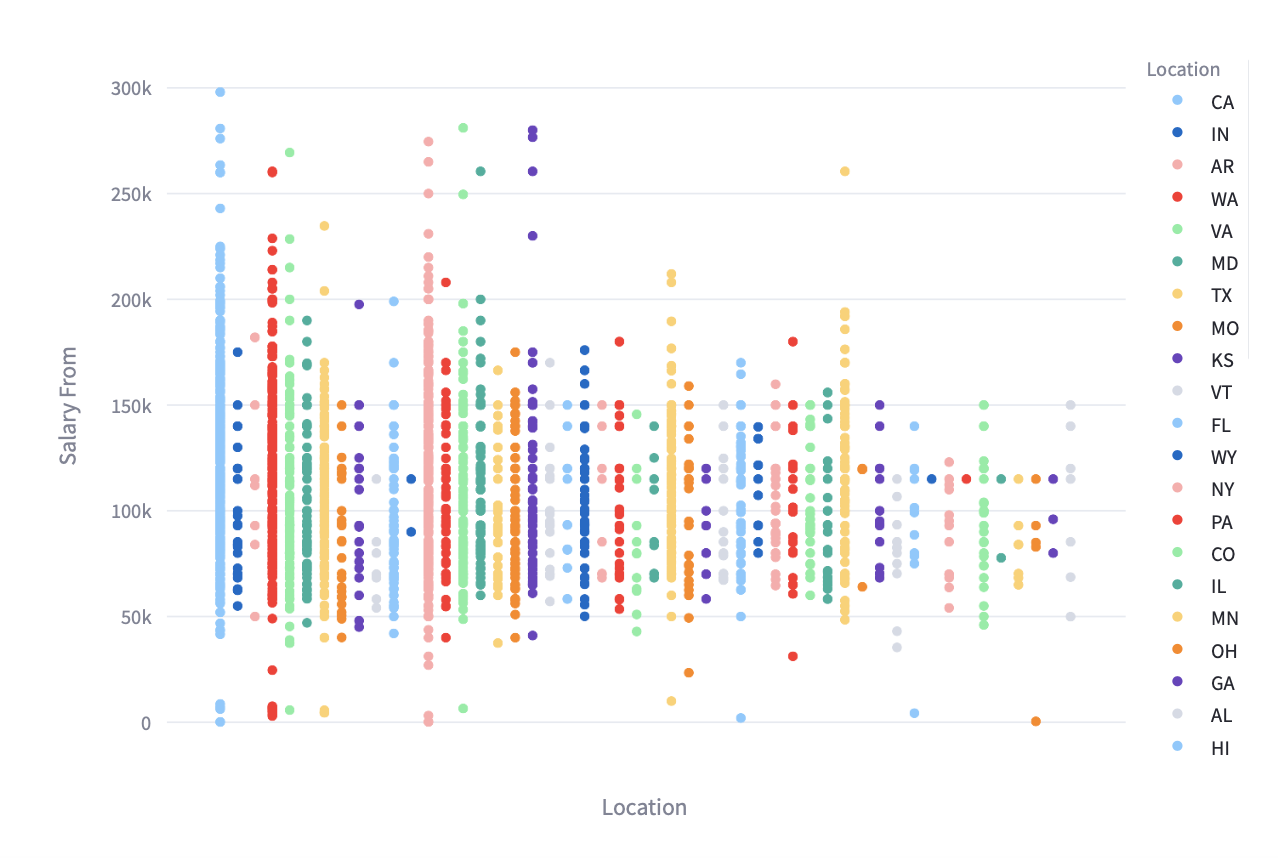 300k
250k
200k
150k
100k
50k
0
Salary From
Location
Location
CA
IN
AR
WA
VA
MD
TX
MO
KS
VT
FL
WY
NY
PA
CO
IL
MN
OH
GA
AL
HI